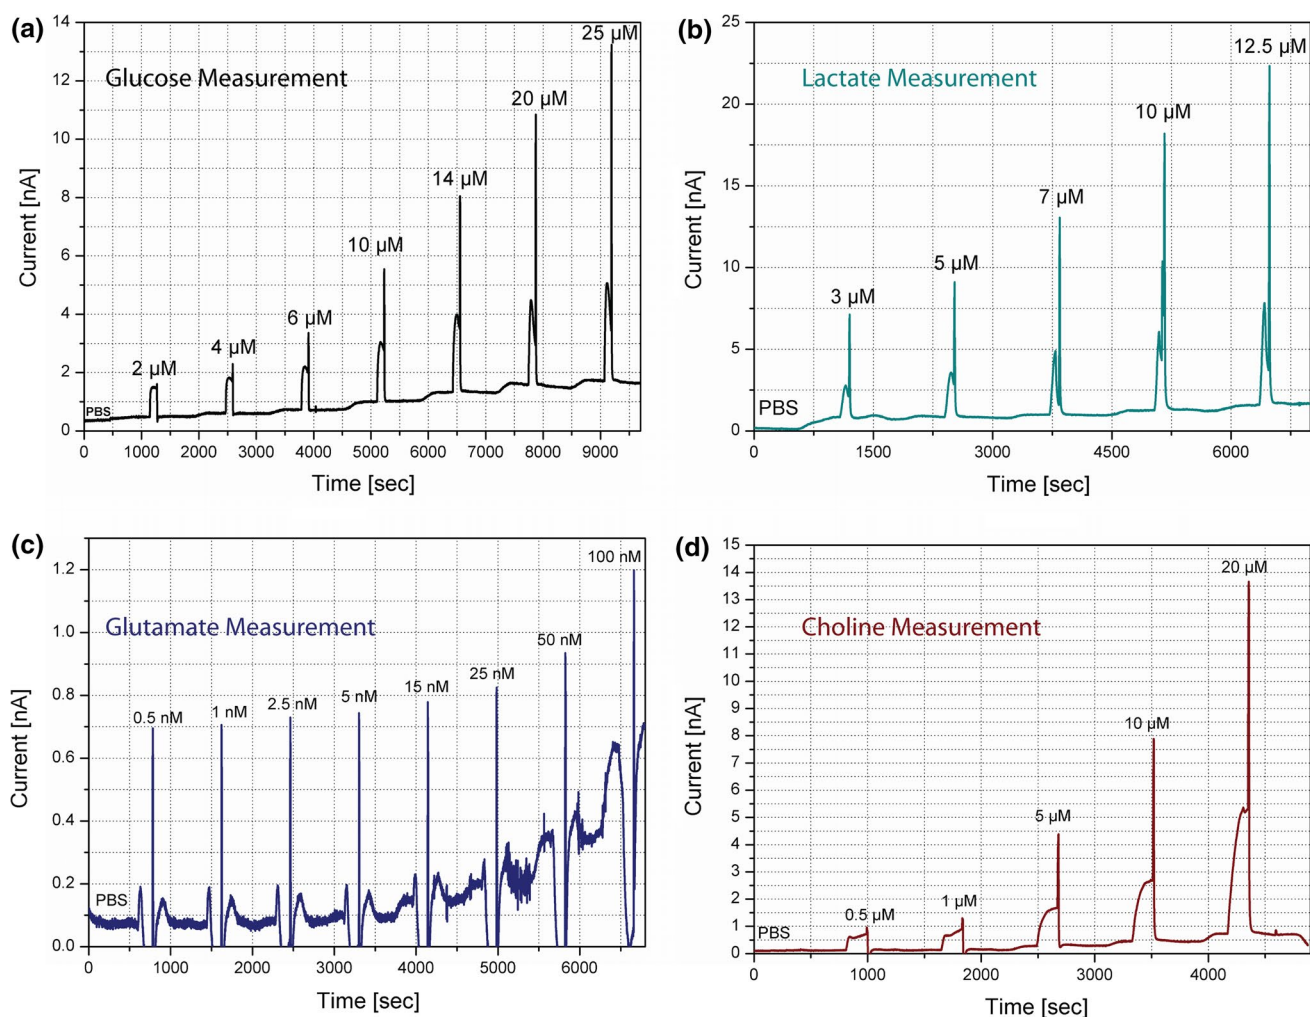 (a)
14
12
10
8
6
4
2
0
Current [nA]
Glucose Measurement
PBS
2 µM
4 µM
6 µM
10 µM
14 µM
20 µM
25 µM
0 1000 2000 3000 4000 5000 6000 7000 8000 9000
Time [sec]
(b)
25
20
15
10
5
0
Current [nA]
Lactate Measurement
PBS
3 µM
5 µM
7 µM
10 µM
12.5 µM
0 1500 3000 4500 6000
Time [sec]
(c)
1.2
1.0
0.8
0.6
0.4
0.2
0.0
Current [nA]
Glutamate Measurement
PBS
0.5 nM
1 nM
2.5 nM
5 nM
15 nM
25 nM
50 nM
100 nM
0 1000 2000 3000 4000 5000 6000
Time [sec]
(d)
15
14
13
12
11
10
9
8
7
6
5
4
3
2
1
0
Current [nA]
Choline Measurement
PBS
0.5 µM
1 µM
5 µM
10 µM
20 µM
0 1000 2000 3000 4000
Time [sec]